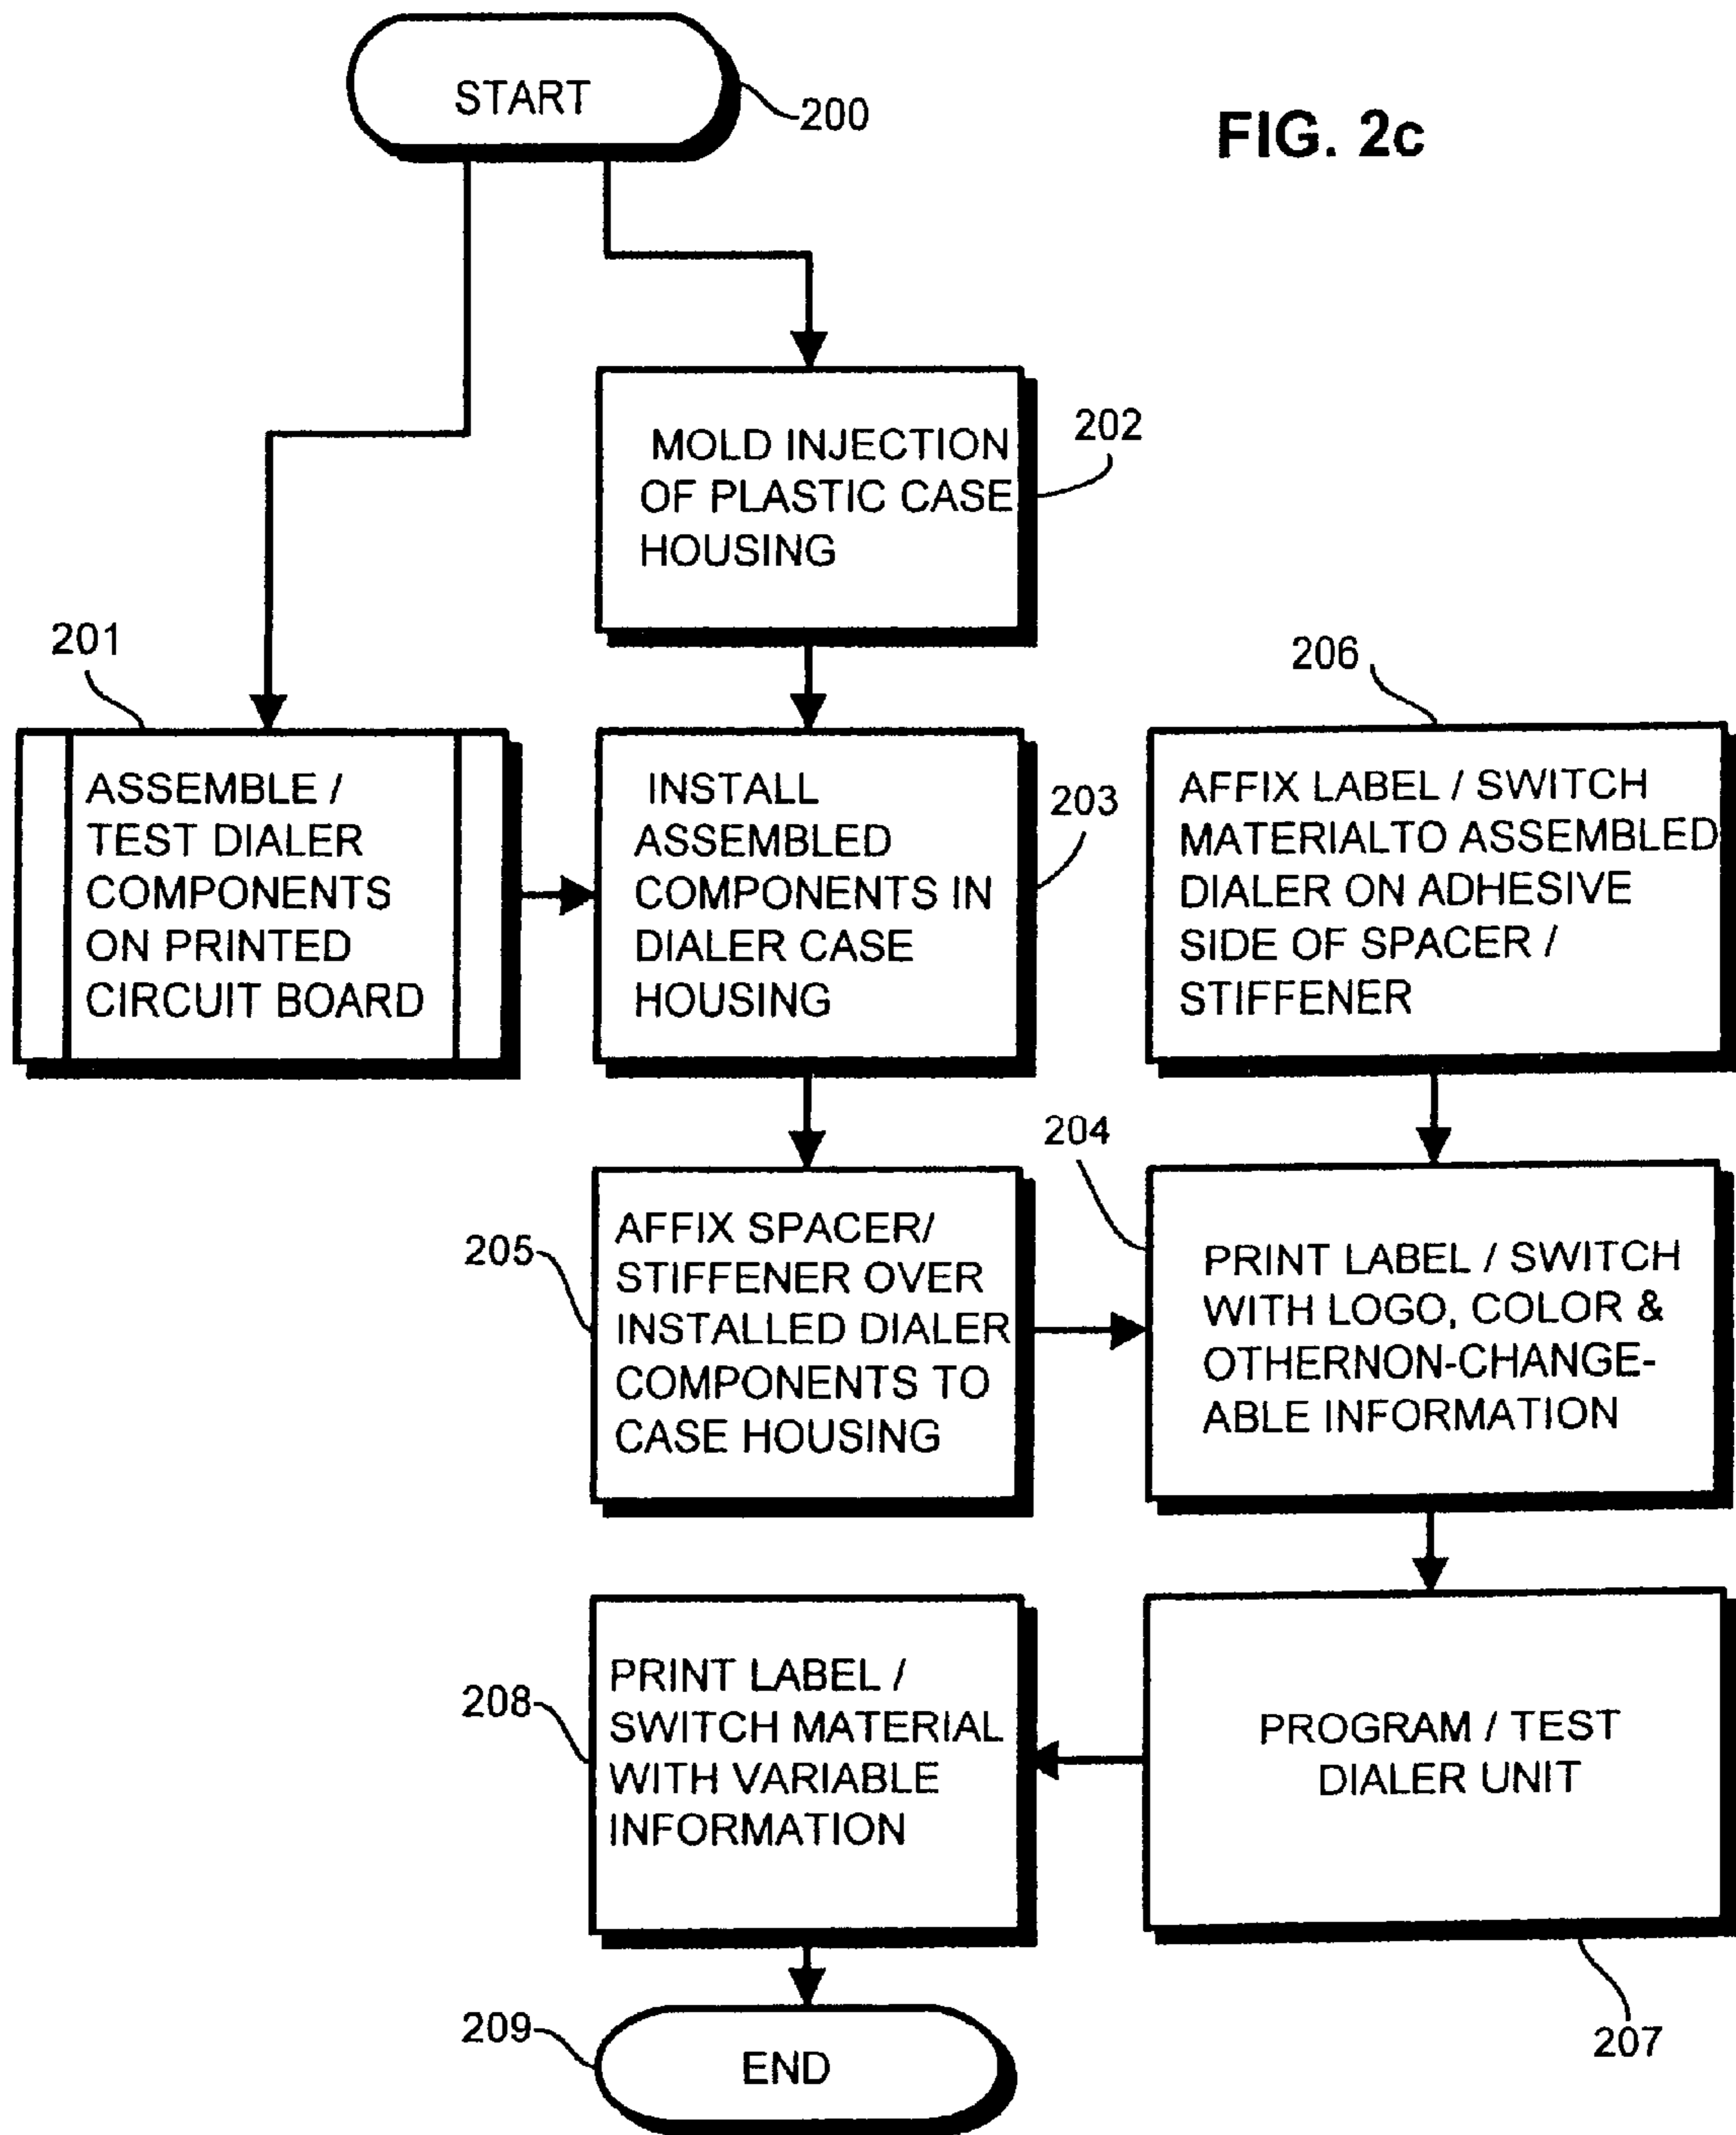 START
200
FIG. 2c
MOLD INJECTION
OF PLASTIC CASE
HOUSING
202
201
ASSEMBLE /
TEST DIALER
COMPONENTS
ON PRINTED
CIRCUIT BOARD
INSTALL
ASSEMBLED
COMPONENTS IN
DIALER CASE
HOUSING
203
206
AFFIX LABEL / SWITCH
MATERIALTO ASSEMBLED
DIALER ON ADHESIVE
SIDE OF SPACER /
STIFFENER
205
AFFIX SPACER/
STIFFENER OVER
INSTALLED DIALER
COMPONENTS TO
CASE HOUSING
204
PRINT LABEL / SWITCH
WITH LOGO, COLOR &
OTHERNON-CHANGE-
ABLE INFORMATION
208
PRINT LABEL /
SWITCH MATERIAL
WITH VARIABLE
INFORMATION
PROGRAM / TEST
DIALER UNIT
207
209
END